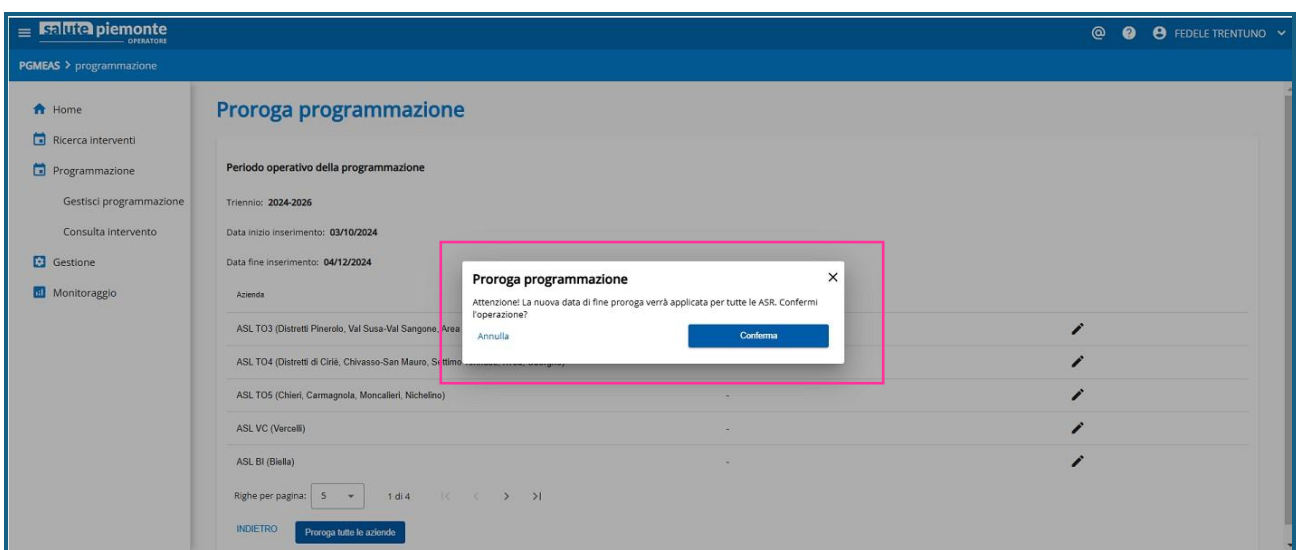 salute piemonte
OPERATORE
@ ? FEDELE TRENTUNO
PGMEAS > programmazione
Home
Ricerca interventi
Programmazione
Gestisci programmazione
Consulta intervento
Gestione
Monitoraggio
Proroga programmazione
Periodo operativo della programmazione
Triennio: 2024-2026
Data inizio inserimento: 03/10/2024
Data fine inserimento: 04/12/2024
Azienda
Proroga programmazione
Attenzione! La nuova data di fine proroga verrà applicata per tutte le ASR. Confermi
l'operazione?
Annulla
Conferma
ASL TO3 (Distretti Pinerolo, Val Susa-Val Sangone, Area
ASL TO4 (Distretti di Ciriè, Chivasso-San Mauro,
ASL TO5 (Chieri, Carmagnola, Moncalieri, Nichelino) -
ASL VC (Vercelli) -
ASL BI (Biella) -
Righe per pagina: 5 1 di 4
INDIETRO
Proroga tutte le aziende